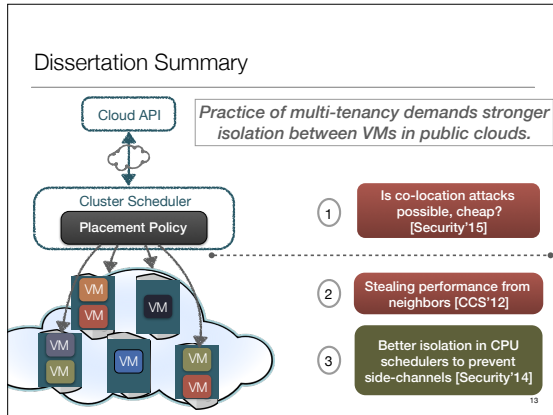 Dissertation Summary
Cloud API
Practice of multi-tenancy demands stronger
isolation between VMs in public clouds.
Cluster Scheduler
Placement Policy
1
Is co-location attacks
possible, cheap?
[Security'15]
VM
VM
VM
2
Stealing performance from
neighbors [CCS'12]
VM
VM
VM
VM
VM
3
Better isolation in CPU
schedulers to prevent
side-channels [Security'14]
13